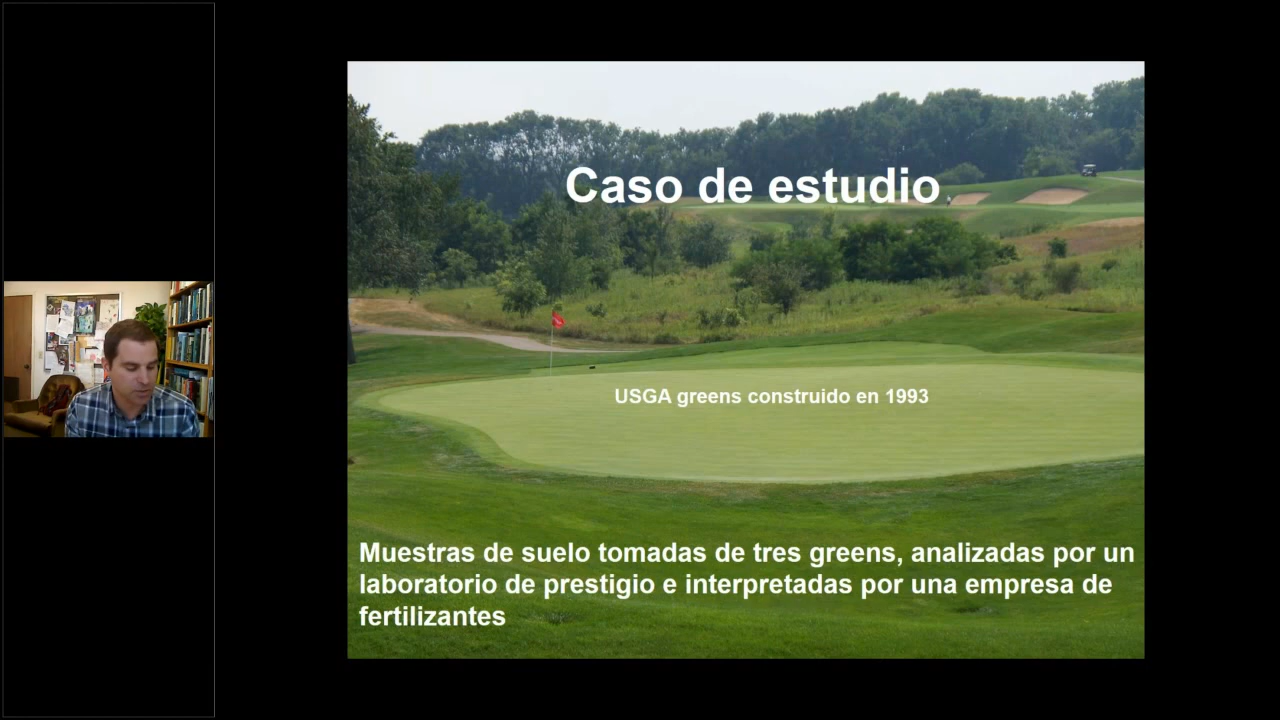 Caso de estudio
USGA greens construido en 1993
Muestras de suelo tomadas de tres greens, analizadas por un
laboratorio de prestigio e interpretadas por una empresa de
fertilizantes